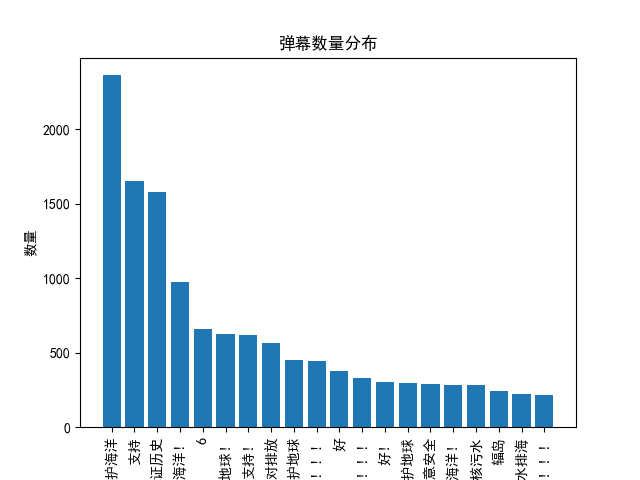 弹幕数量分布
数量
2000
1500
1000
500
0
护海洋
支持
证历史
海洋！
6
地球！
支持！
对排放
护地球
！！！
好
！！！
好！
护地球
意安全
海洋！
核污水
辐岛
水排海
！！！